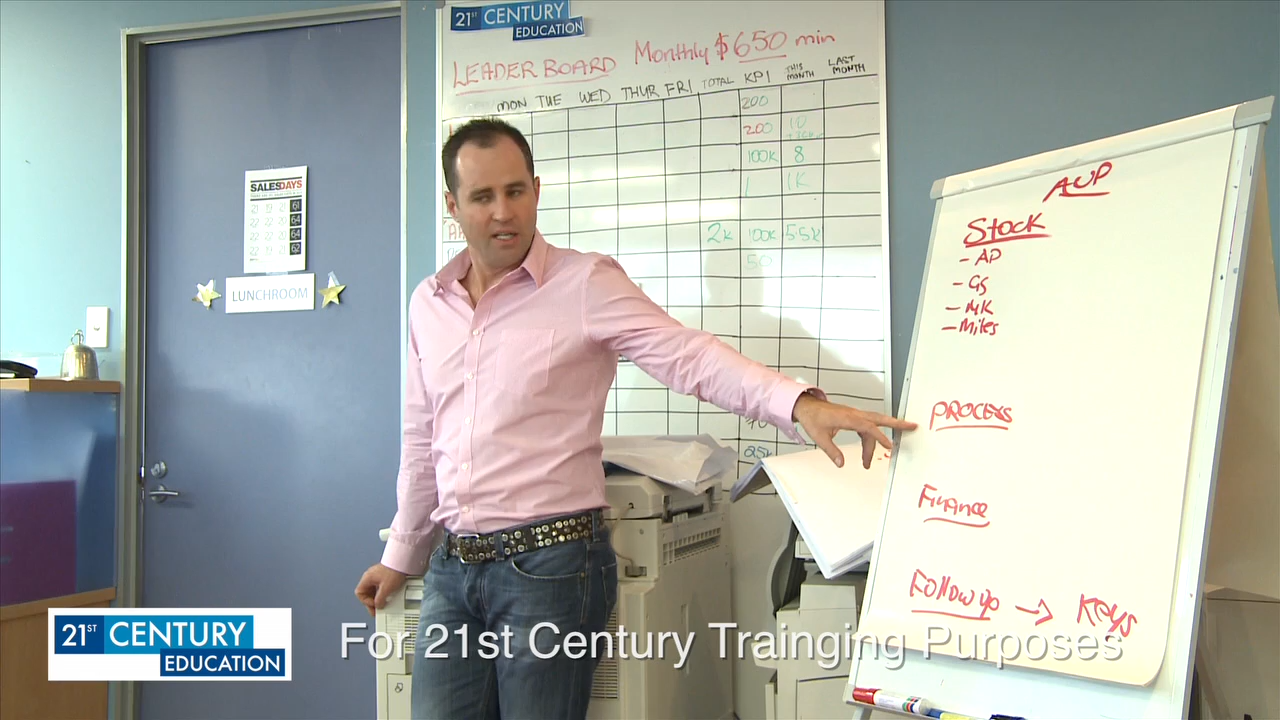 21ST CENTURY
EDUCATION
LEADER BOARD Monthly $650 min
MON TUE WED THUR FRI TOTAL KPI THIS MONTH LAST MONTH
200
200 10
100K 8
1 1K
2K 100K 55K
50
25K
SALESDAYS
LUNCHROOM
AUP
Stock
- AP
- GS
- MK
- Miles
PROCESS
Finance
Follow up → Keys
21ST CENTURY
EDUCATION
For 21st Century Trainging Purposes